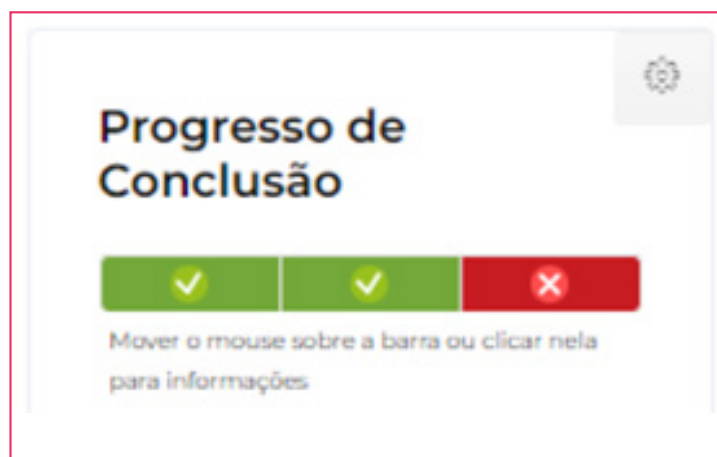 Progresso de
Conclusão
Mover o mouse sobre a barra ou clicar nela
para informações